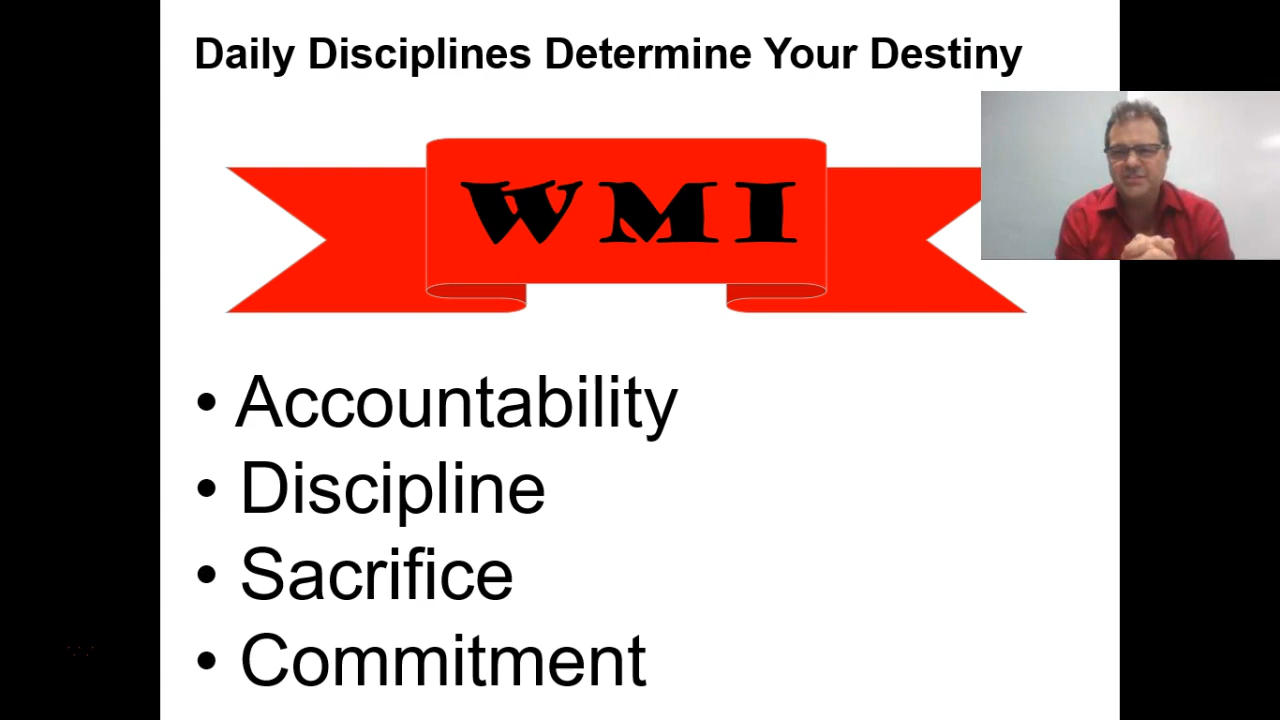 Daily Disciplines Determine Your Destiny
WMI
• Accountability
• Discipline
• Sacrifice
• Commitment